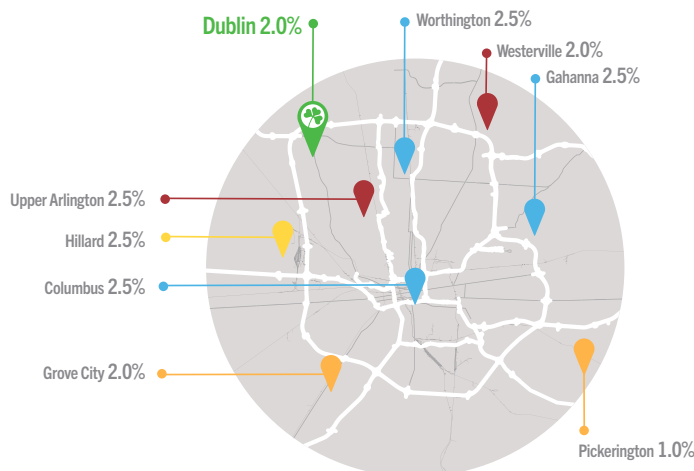 Dublin 2.0%
Worthington 2.5%
Westerville 2.0%
Gahanna 2.5%
Upper Arlington 2.5%
Hillard 2.5%
Columbus 2.5%
Grove City 2.0%
Pickerington 1.0%